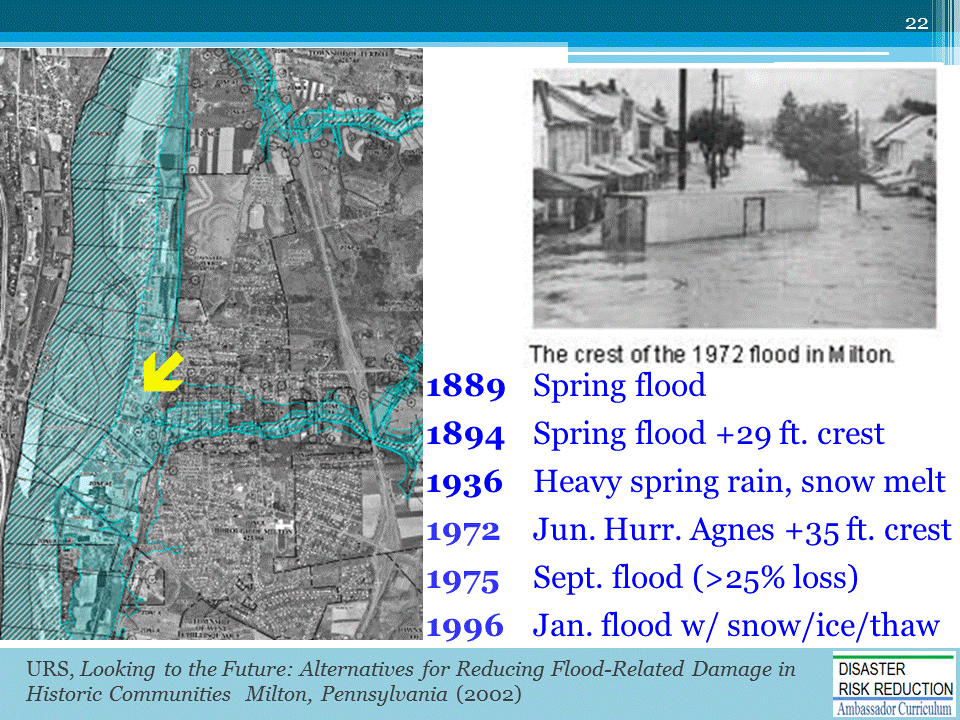 22
The crest of the 1972 flood in Milton.
1889 Spring flood
1894 Spring flood +29 ft. crest
1936 Heavy spring rain, snow melt
1972 Jun. Hurr. Agnes +35 ft. crest
1975 Sept. flood (>25% loss)
1996 Jan. flood w/ snow/ice/thaw
URS, Looking to the Future: Alternatives for Reducing Flood-Related Damage in
Historic Communities Milton, Pennsylvania (2002)
DISASTER
RISK REDUCTION
Ambassador Curriculum